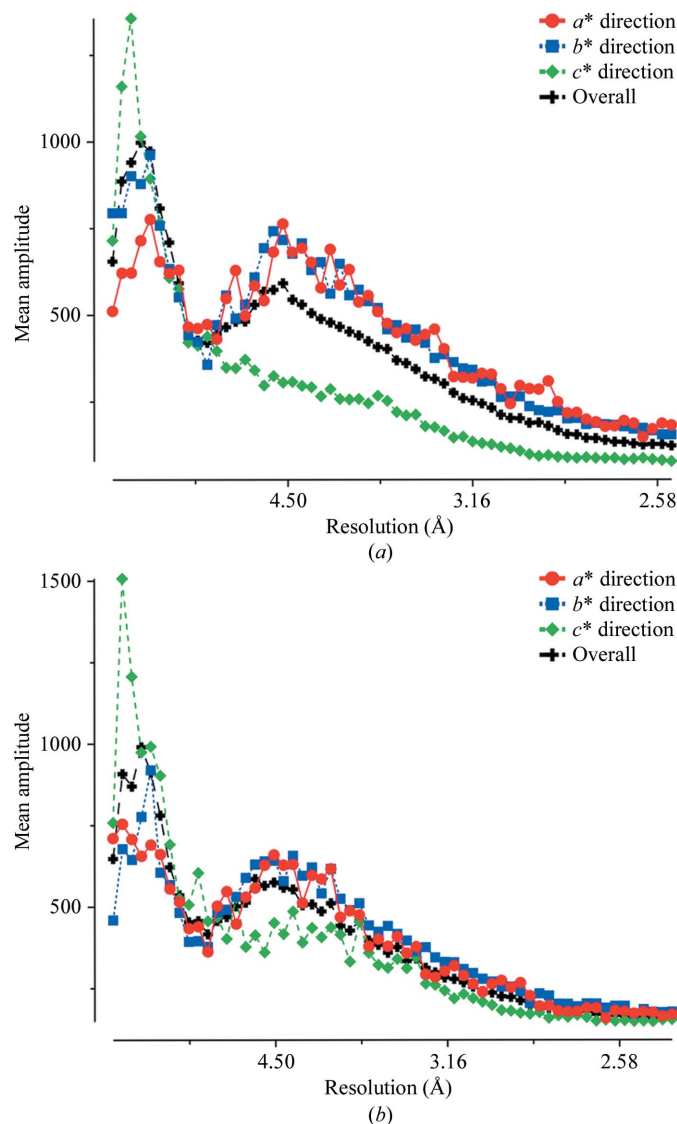 a* direction
b* direction
c* direction
Overall
1000
500
Mean amplitude
4.50
3.16
2.58
Resolution (Å)
(a)
a* direction
b* direction
c* direction
Overall
1500
1000
500
Mean amplitude
4.50
3.16
2.58
Resolution (Å)
(b)